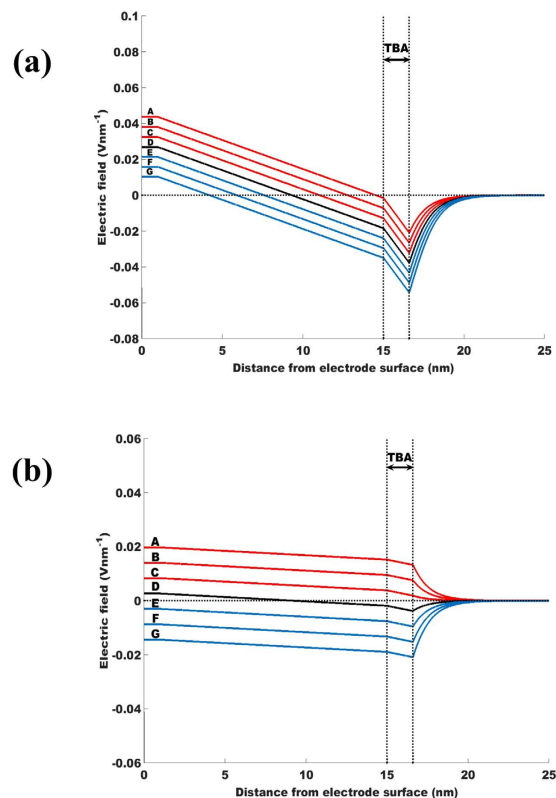 (a)
Electric field (Vnm⁻¹)
0.1
0.08
0.06
0.04
0.02
0
-0.02
-0.04
-0.06
-0.08
TBA
A
B
C
D
E
F
G
0 5 10 15 20 25
Distance from electrode surface (nm)
(b)
Electric field (Vnm⁻¹)
0.06
0.04
0.02
0
-0.02
-0.04
-0.06
TBA
A
B
C
D
E
F
G
0 5 10 15 20 25
Distance from electrode surface (nm)